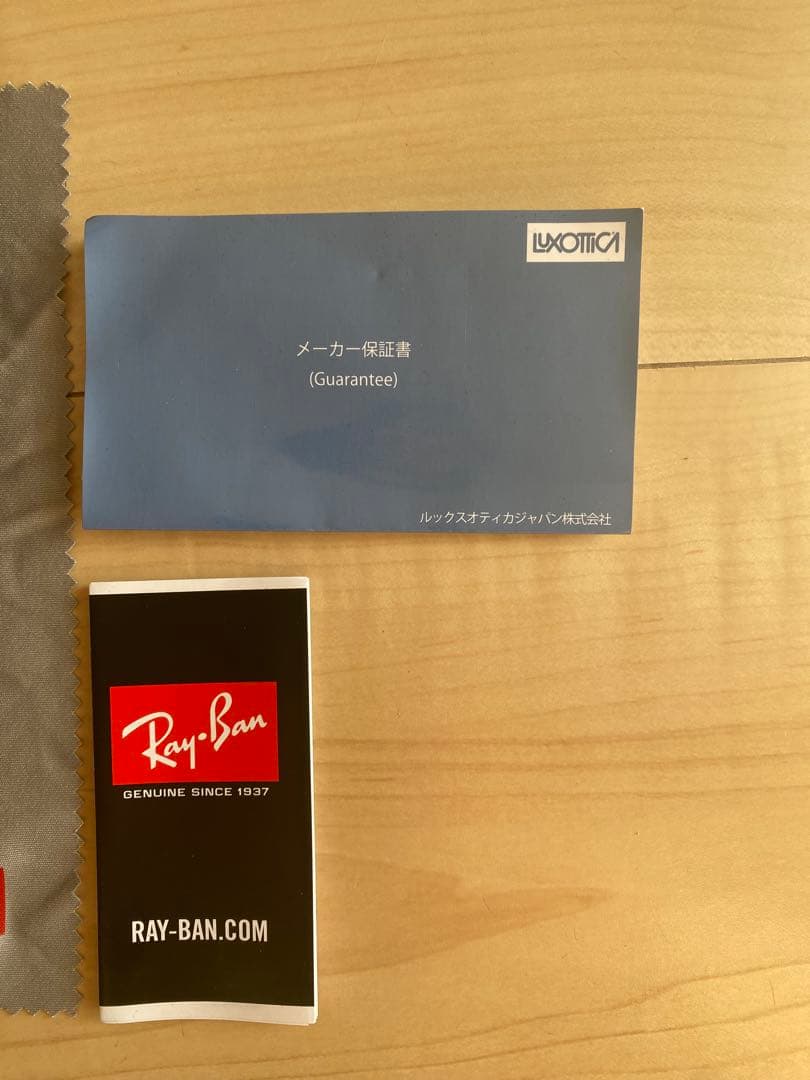 LUXOTTICA
メーカー保証書
(Guarantee)
ルックスオティカジャパン株式会社
Ray-Ban
GENUINE SINCE 1937
RAY-BAN.COM